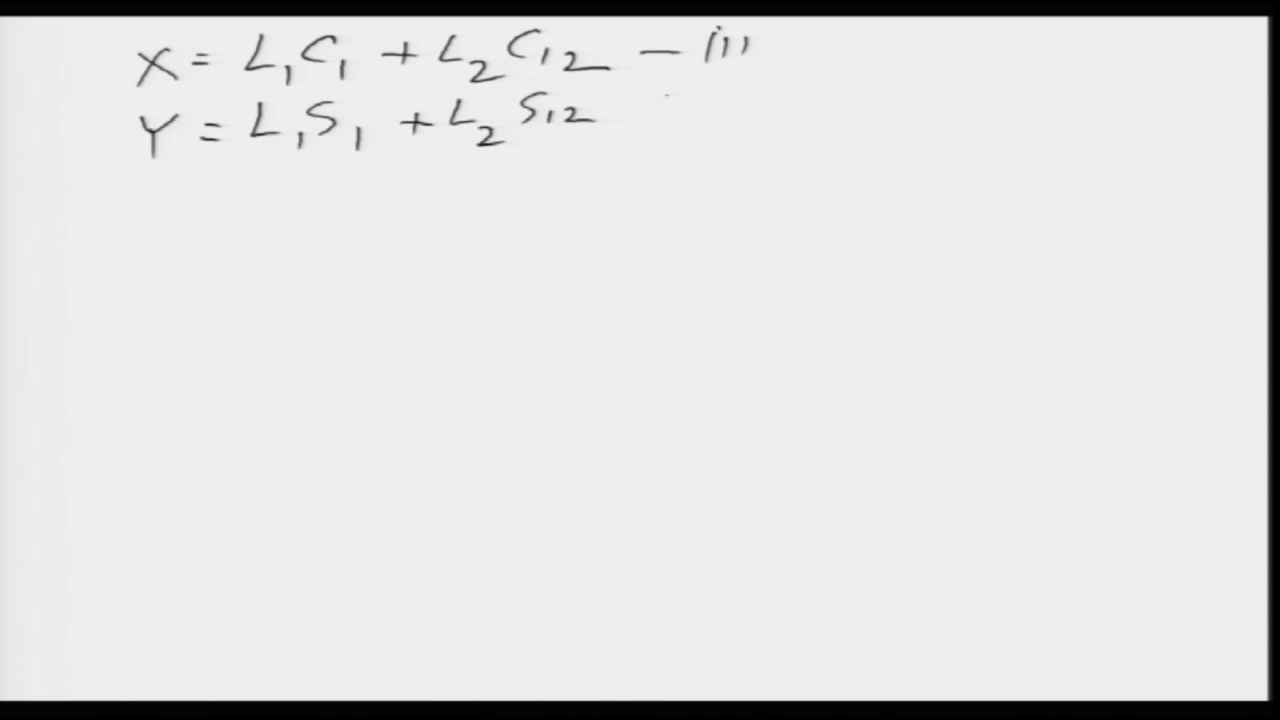 X = L₁C₁ + L₂C₁₂ — (1)
Y = L₁S₁ + L₂S₁₂